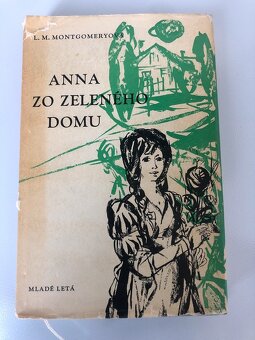 L. M. MONTGOMERYOVÁ
ANNA
ZO ZELENÉHO
DOMU
MLADÉ LETÁ